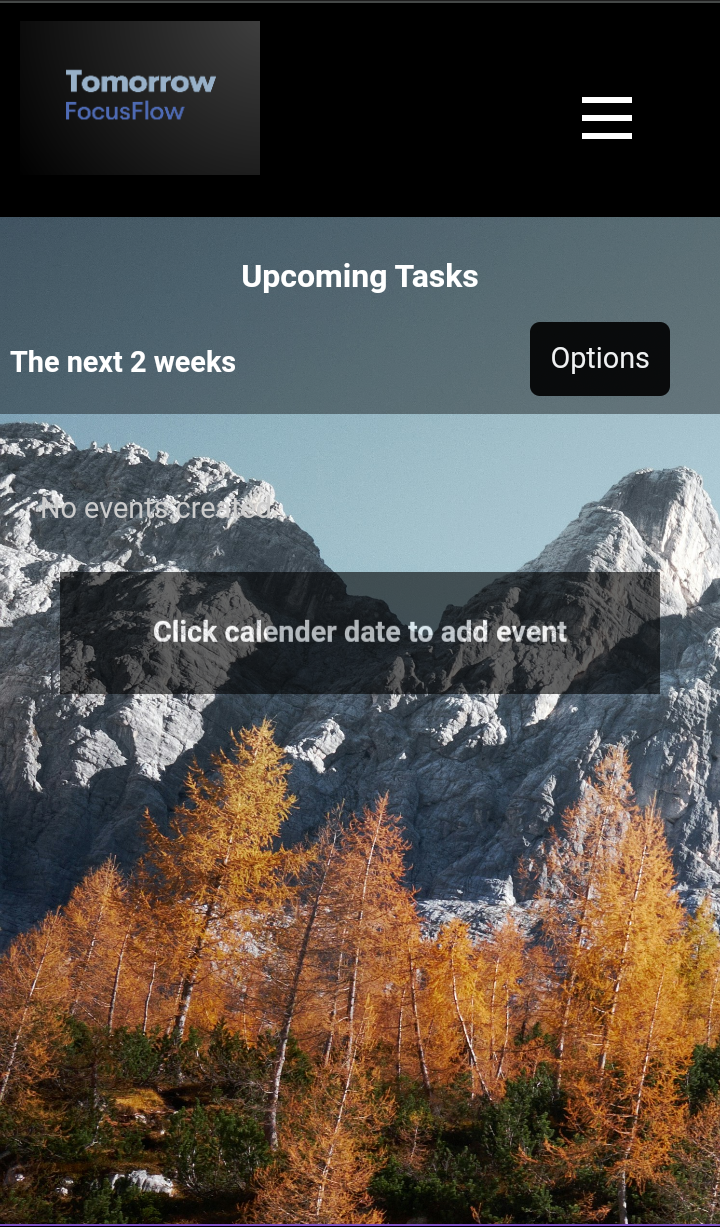 Tomorrow
FocusFlow
Upcoming Tasks
The next 2 weeks
Options
No events created
Click calender date to add event